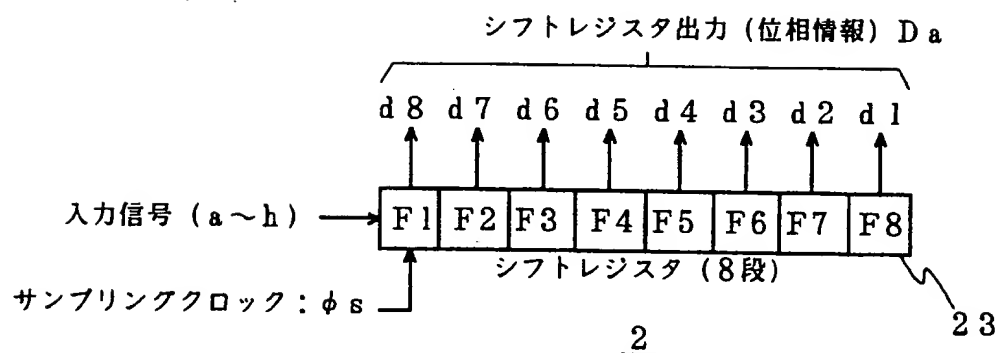 シフトレジスタ出力（位相情報）Ｄａ
ｄ８ ｄ７ ｄ６ ｄ５ ｄ４ ｄ３ ｄ２ ｄ１
入力信号（ａ～ｈ） Ｆ１ Ｆ２ Ｆ３ Ｆ４ Ｆ５ Ｆ６ Ｆ７ Ｆ８
シフトレジスタ（８段）
サンプリングクロック：φｓ
２３
２